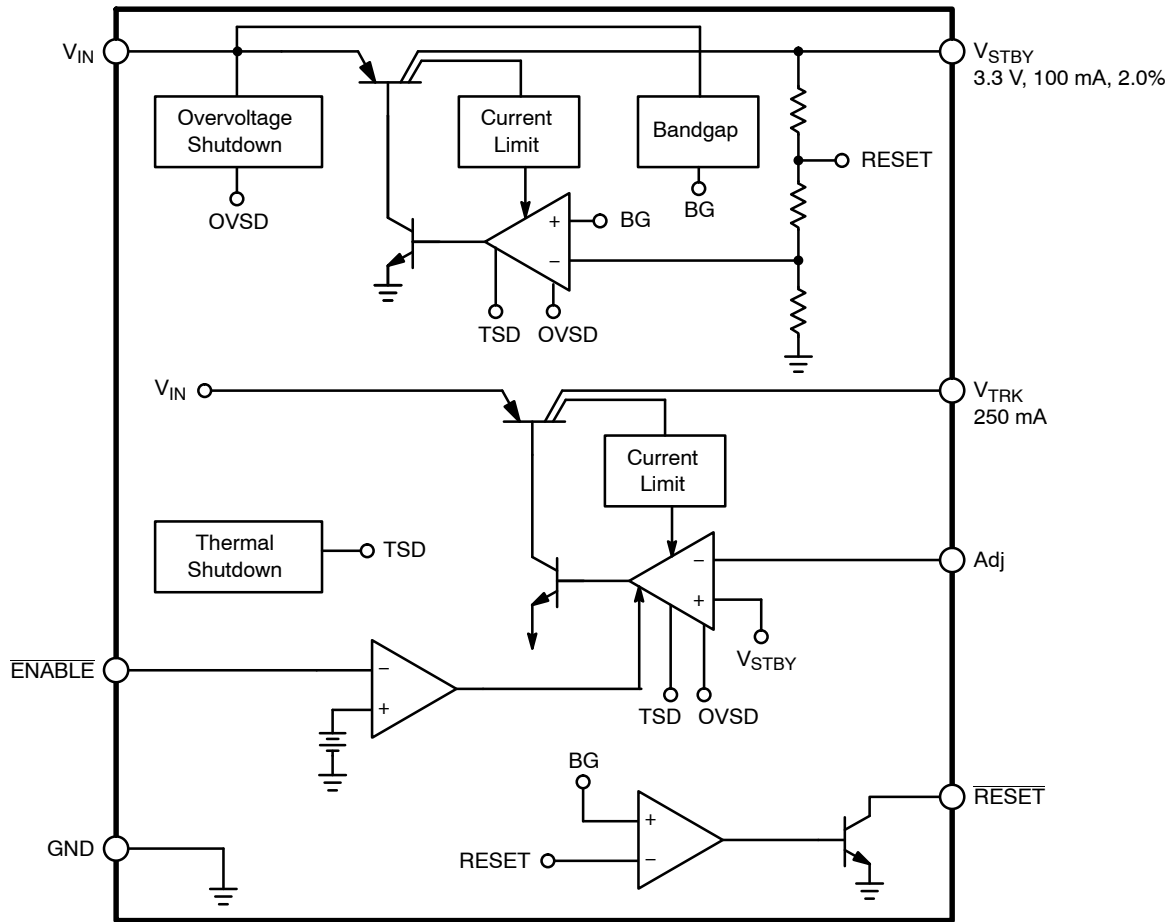 VIN
VSTBY
3.3 V, 100 mA, 2.0%
Overvoltage
Shutdown
Current
Limit
Bandgap
RESET
OVSD
BG
+
BG
−
TSD
OVSD
VIN
VTRK
250 mA
Current
Limit
Thermal
Shutdown
TSD
−
Adj
+
VSTBY
ENABLE
−
+
TSD
OVSD
BG
RESET
+
GND
RESET
−